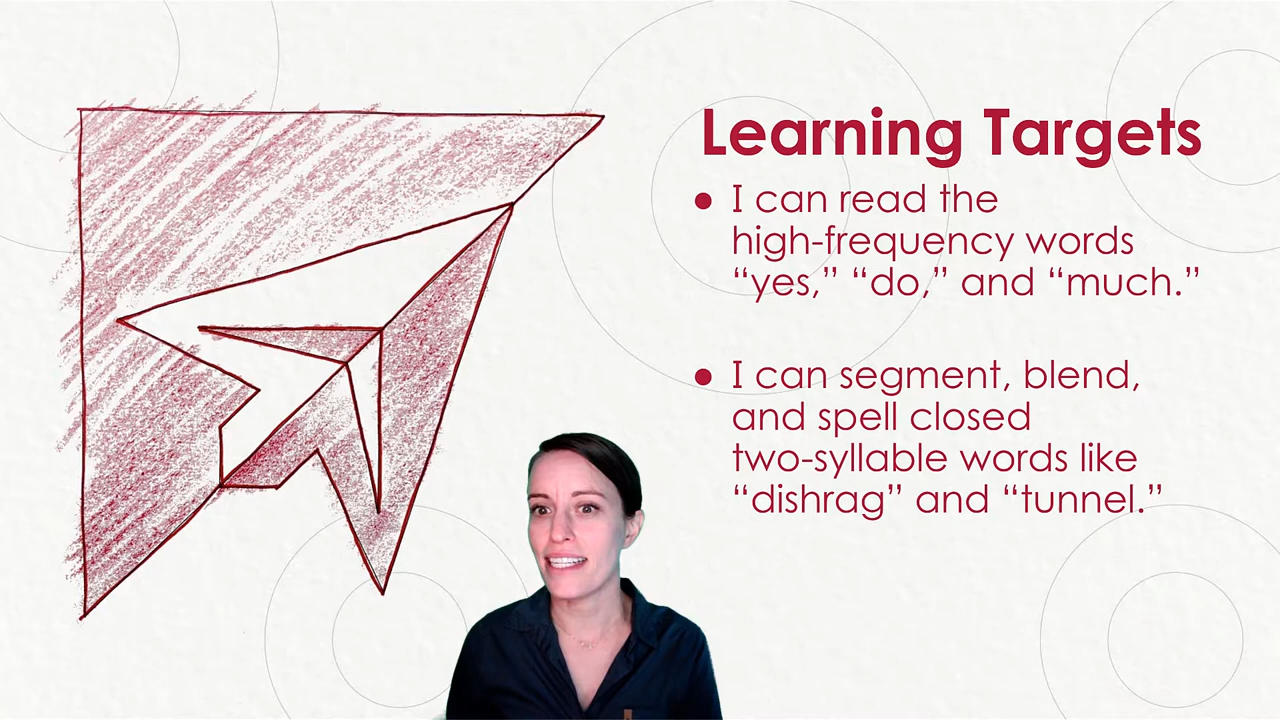 Learning Targets
● I can read the
high-frequency words
“yes,” “do,” and “much.”
● I can segment, blend,
and spell closed
two-syllable words like
“dishrag” and “tunnel.”